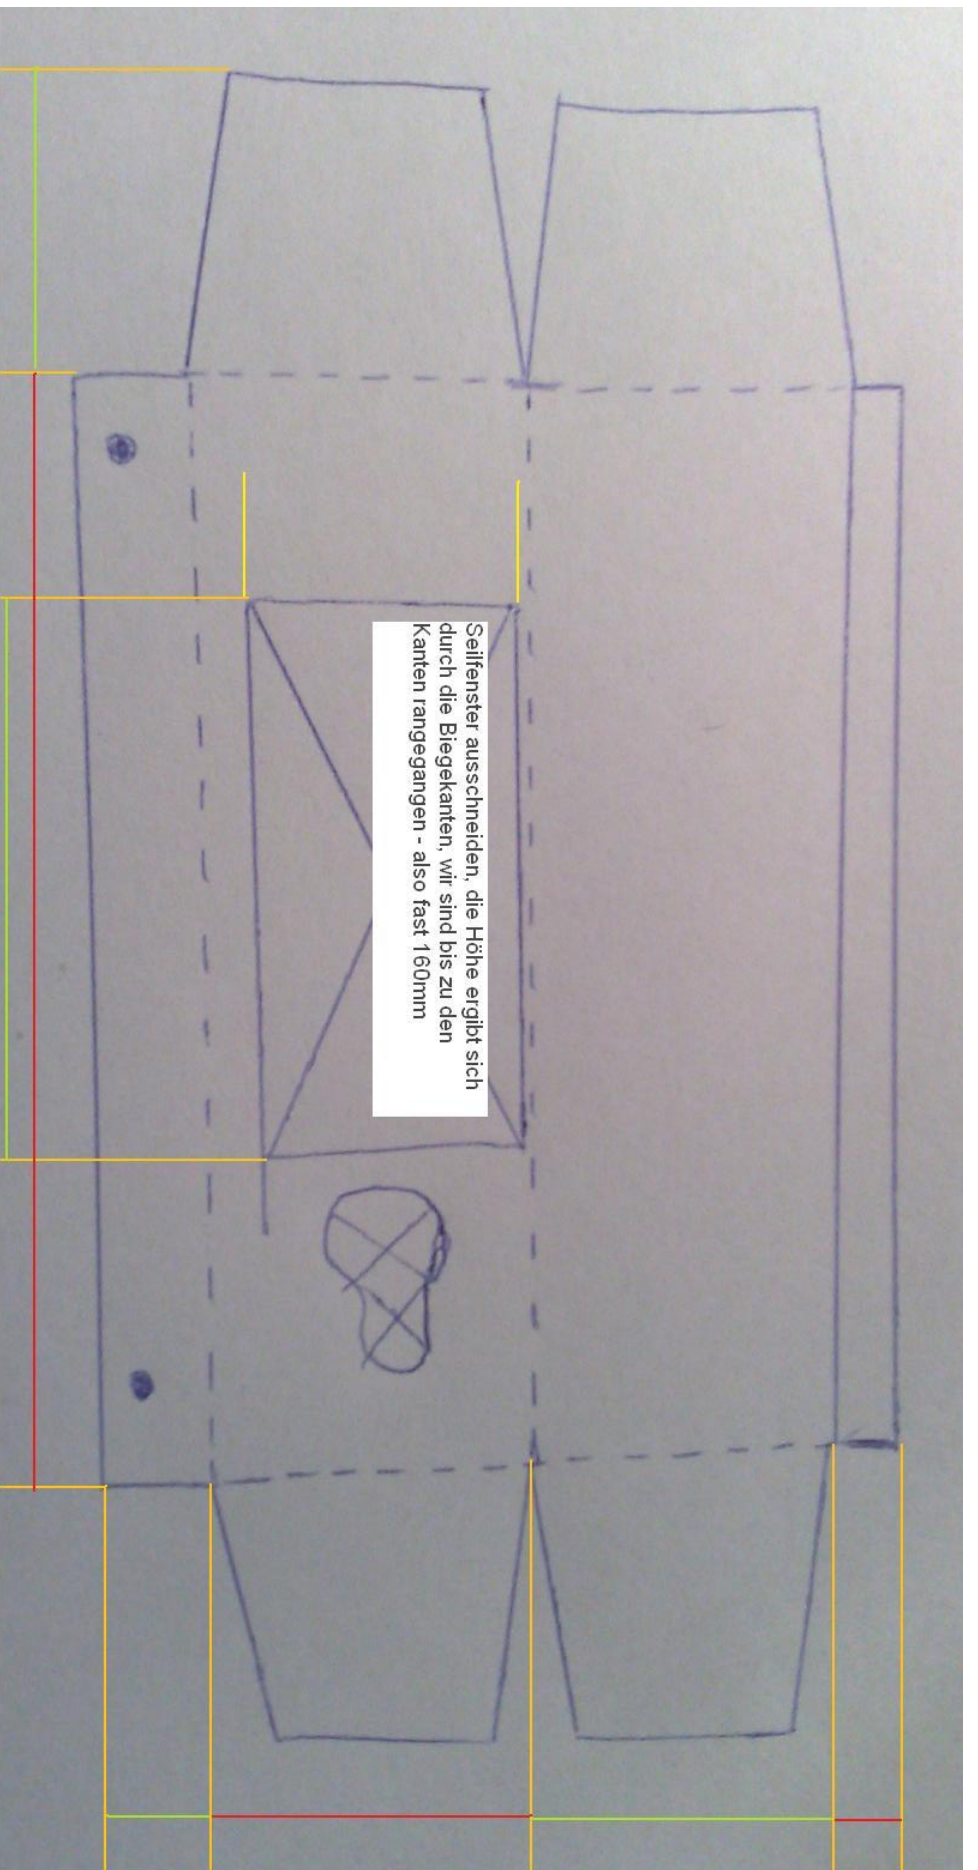 Seilfenster ausschneiden, die Höhe ergibt sich
durch die Biegekanten, wir sind bis zu den
Kanten rangegangen - also fast 160mm